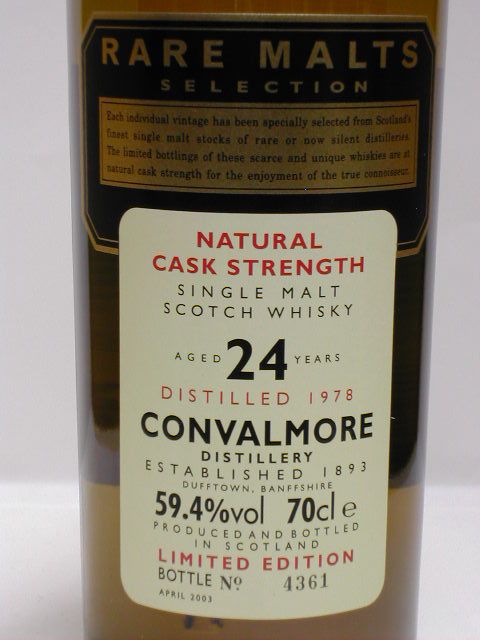 RARE MALTS
SELECTION
Each individual vintage has been specially selected from Scotland's
finest single malt stocks of rare or now silent distilleries.
The limited bottlings of these scarce and unique whiskies are at
natural cask strength for the enjoyment of the true connoisseur.
NATURAL
CASK STRENGTH
SINGLE MALT
SCOTCH WHISKY
AGED 24 YEARS
DISTILLED 1978
CONVALMORE
DISTILLERY
ESTABLISHED 1893
DUFFTOWN, BANFFSHIRE
59.4%vol 70cl e
PRODUCED AND BOTTLED
IN SCOTLAND
LIMITED EDITION
BOTTLE Nº 4361
APRIL 2003